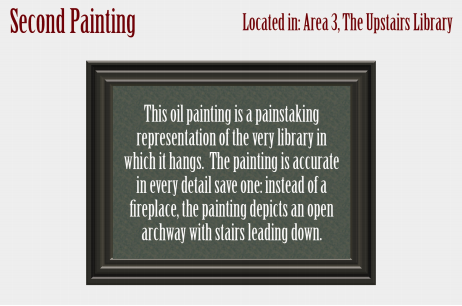 Second Painting
Located in: Area 3, The Upstairs Library
This oil painting is a painstaking
representation of the very library in
which it hangs. The painting is accurate
in every detail save one: instead of a
fireplace, the painting depicts an open
archway with stairs leading down.